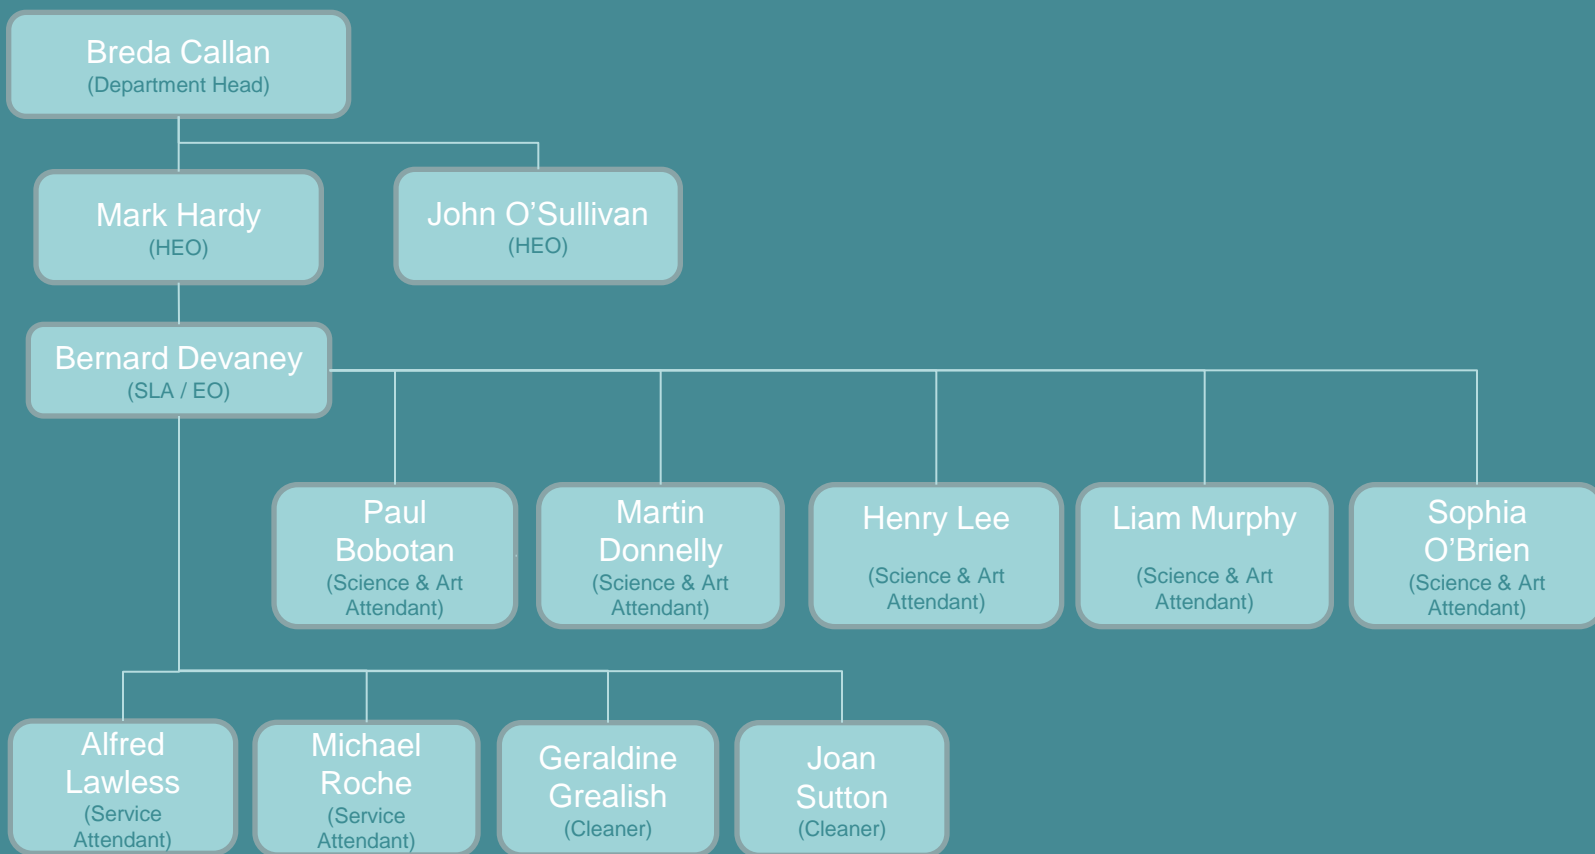 Breda Callan
(Department Head)
Mark Hardy
(HEO)
John O’Sullivan
(HEO)
Bernard Devaney
(SLA / EO)
Paul
Bobotan
(Science & Art
Attendant)
Martin
Donnelly
(Science & Art
Attendant)
Henry Lee
(Science & Art
Attendant)
Liam Murphy
(Science & Art
Attendant)
Sophia
O’Brien
(Science & Art
Attendant)
Alfred
Lawless
(Service
Attendant)
Michael
Roche
(Service
Attendant)
Geraldine
Grealish
(Cleaner)
Joan
Sutton
(Cleaner)